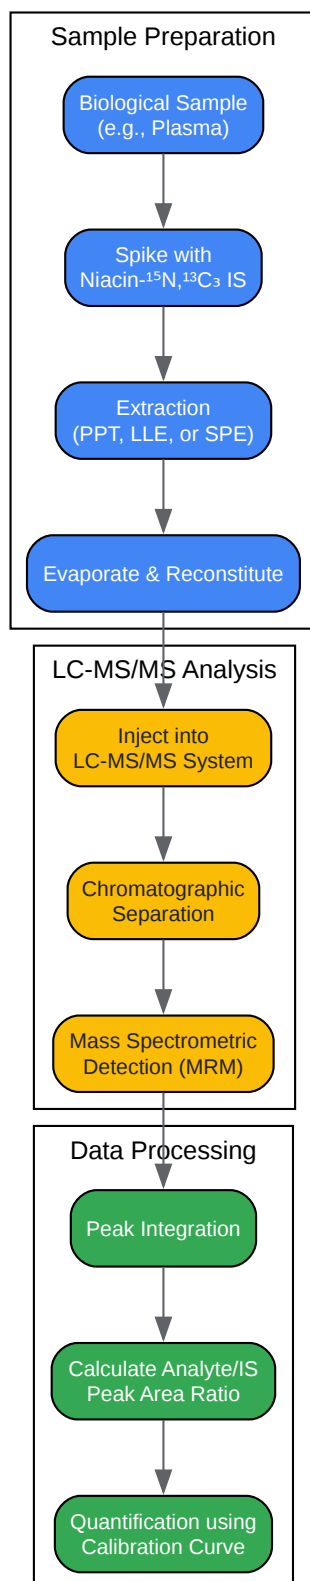 Sample Preparation
Biological Sample
(e.g., Plasma)
Spike with
Niacin-¹⁵N,¹³C₃ IS
Extraction
(PPT, LLE, or SPE)
Evaporate & Reconstitute
LC-MS/MS Analysis
Inject into
LC-MS/MS System
Chromatographic
Separation
Mass Spectrometric
Detection (MRM)
Data Processing
Peak Integration
Calculate Analyte/IS
Peak Area Ratio
Quantification using
Calibration Curve